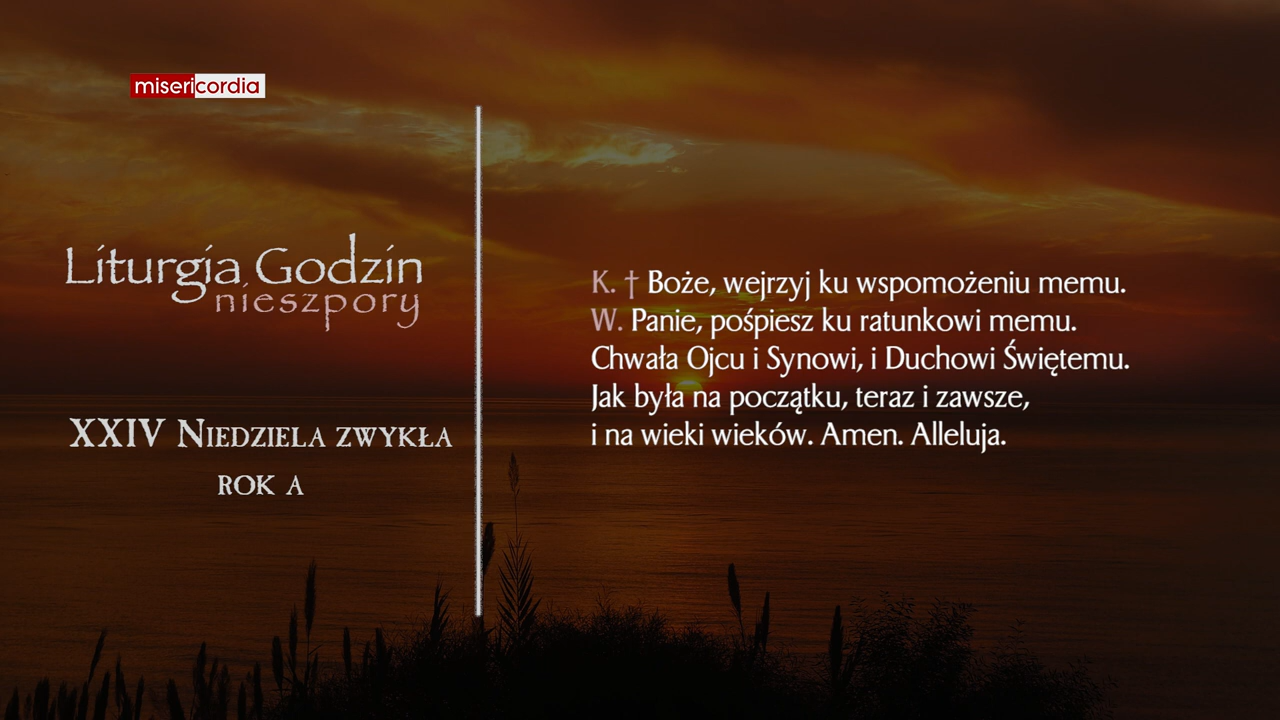 misericordia
Liturgia Godzin
nieszpory
XXIV Niedziela zwykła
rok A
K. † Boże, wejrzyj ku wspomożeniu memu.
W. Panie, pośpiesz ku ratunkowi memu.
Chwała Ojcu i Synowi, i Duchowi Świętemu.
Jak była na początku, teraz i zawsze,
i na wieki wieków. Amen. Alleluja.